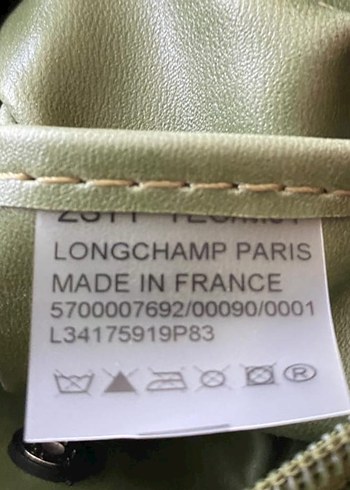 LONGCHAMP PARIS
MADE IN FRANCE
5700007692/00090/0001
L34175919P83
®